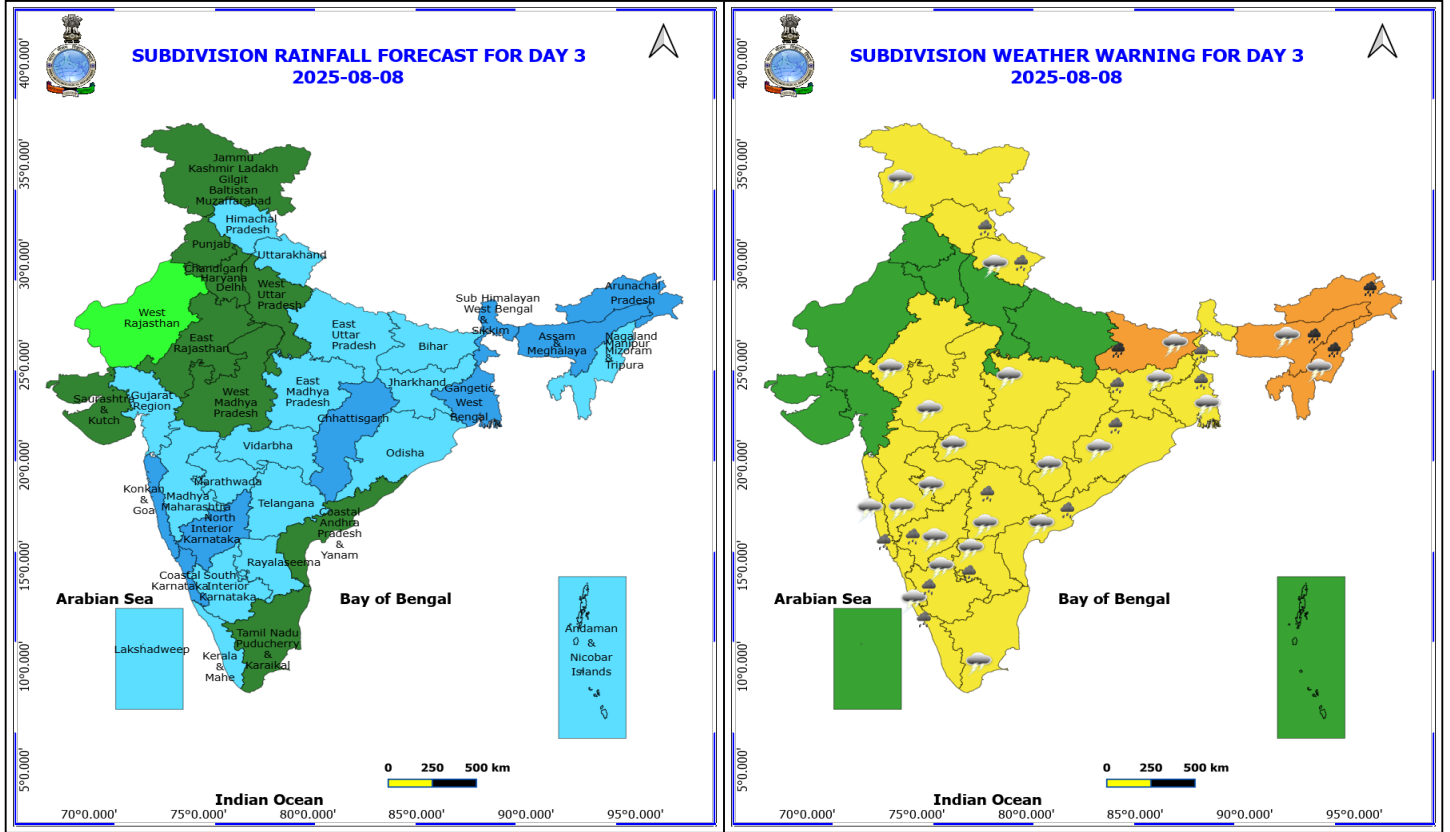 SUBDIVISION RAINFALL FORECAST FOR DAY 3
2025-08-08
40°0.000'
35°0.000'
30°0.000'
25°0.000'
20°0.000'
15°0.000'
10°0.000'
5°0.000'
Jammu
Kashmir Ladakh
Gilgit
Baltistan
Muzaffarabad
Himachal
Pradesh
Punjab
Uttarakhand
Chandigarh
Haryana
Delhi
West
Uttar
Pradesh
West
Rajasthan
East
Rajasthan
East
Uttar
Pradesh
Bihar
Sub Himalayan
West Bengal
&
Sikkim
Arunachal
Pradesh
Assam
&
Meghalaya
Nagaland
Manipur
Mizoram
&
Tripura
Saurashtra
&
Kutch
Gujarat
Region
West
Madhya
Pradesh
East
Madhya
Pradesh
Jharkhand
Gangetic
West
Bengal
Chhattisgarh
Odisha
Vidarbha
Marathwada
Konkan
&
Goa
Madhya
Maharashtra
Telangana
North
Interior
Karnataka
Coastal
Andhra
Pradesh
&
Yanam
Rayalaseema
Coastal
Karnataka
South
Interior
Karnataka
Arabian Sea
Bay of Bengal
Lakshadweep
Tamil Nadu
Puducherry
&
Karaikal
Kerala
&
Mahe
Andaman
&
Nicobar
Islands
0 250 500 km
Indian Ocean
70°0.000' 75°0.000' 80°0.000' 85°0.000' 90°0.000' 95°0.000'
SUBDIVISION WEATHER WARNING FOR DAY 3
2025-08-08
40°0.000'
35°0.000'
30°0.000'
25°0.000'
20°0.000'
15°0.000'
10°0.000'
5°0.000'
Arabian Sea
Bay of Bengal
0 250 500 km
Indian Ocean
70°0.000' 75°0.000' 80°0.000' 85°0.000' 90°0.000' 95°0.000'